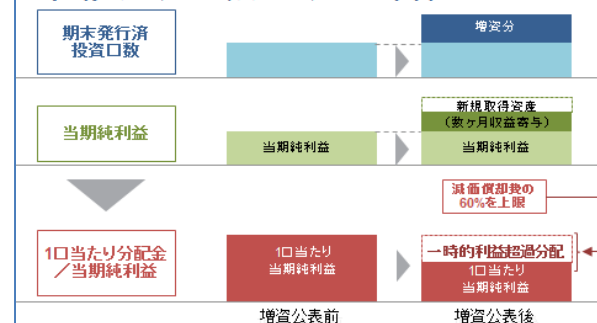 期末発行済
投資口数
増資分
当期純利益
当期純利益
新規取得資産
(数ヶ月収益寄与)
当期純利益
減価償却費の
60%を上限
1口当たり分配金
／当期純利益
1口当たり
当期純利益
一時的利益超過分配
1口当たり
当期純利益
増資公表前
増資公表後